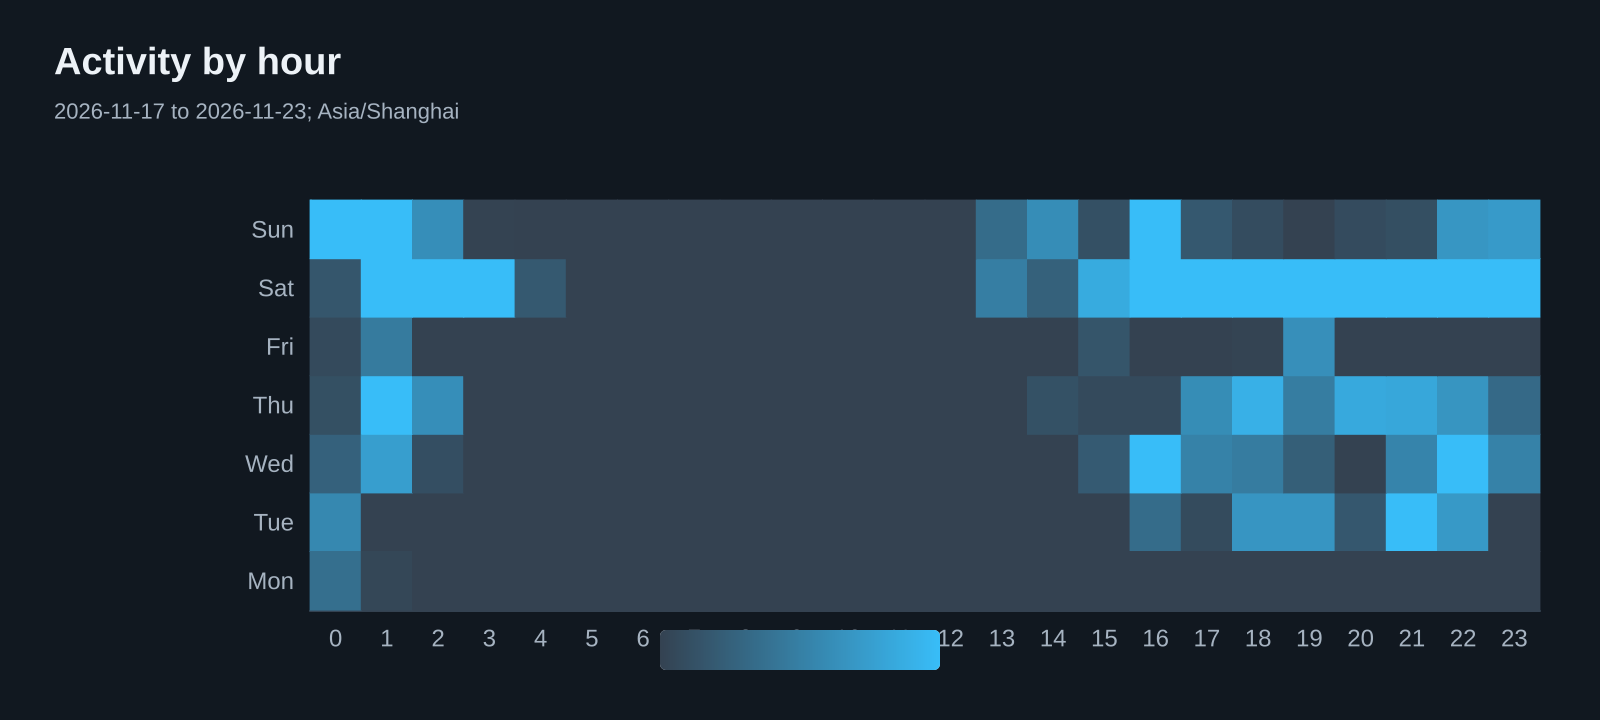 Activity by hour
2026-11-17 to 2026-11-23; Asia/Shanghai
Sun
Sat
Fri
Thu
Wed
Tue
Mon
0 1 2 3 4 5 6 12 13 14 15 16 17 18 19 20 21 22 23